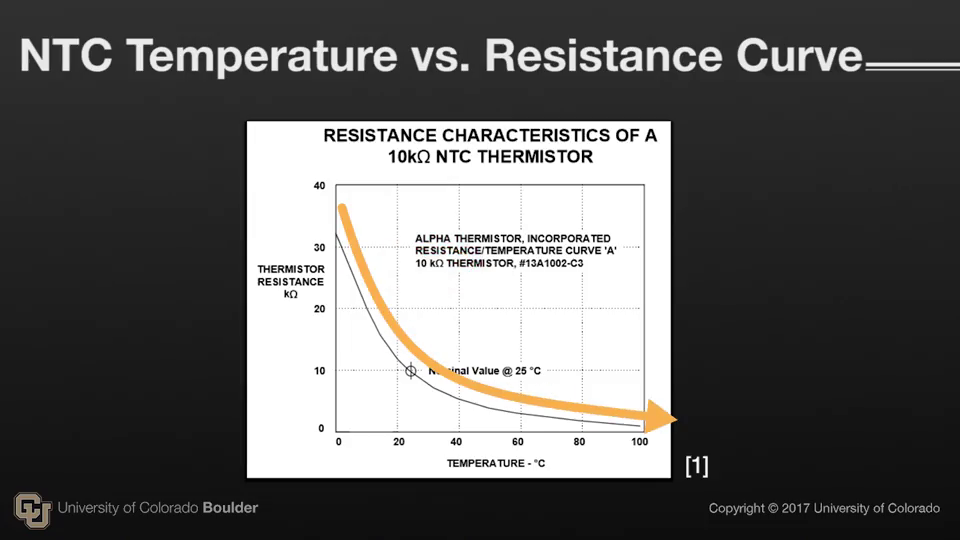 NTC Temperature vs. Resistance Curve
RESISTANCE CHARACTERISTICS OF A
10kΩ NTC THERMISTOR
40
30
20
10
0
THERMISTOR
RESISTANCE
kΩ
ALPHA THERMISTOR, INCORPORATED
RESISTANCE/TEMPERATURE CURVE 'A'
10 kΩ THERMISTOR, #13A1002-C3
Nominal Value @ 25 °C
0 20 40 60 80 100
TEMPERATURE - °C
[1]
CU
University of Colorado Boulder
Copyright © 2017 University of Colorado